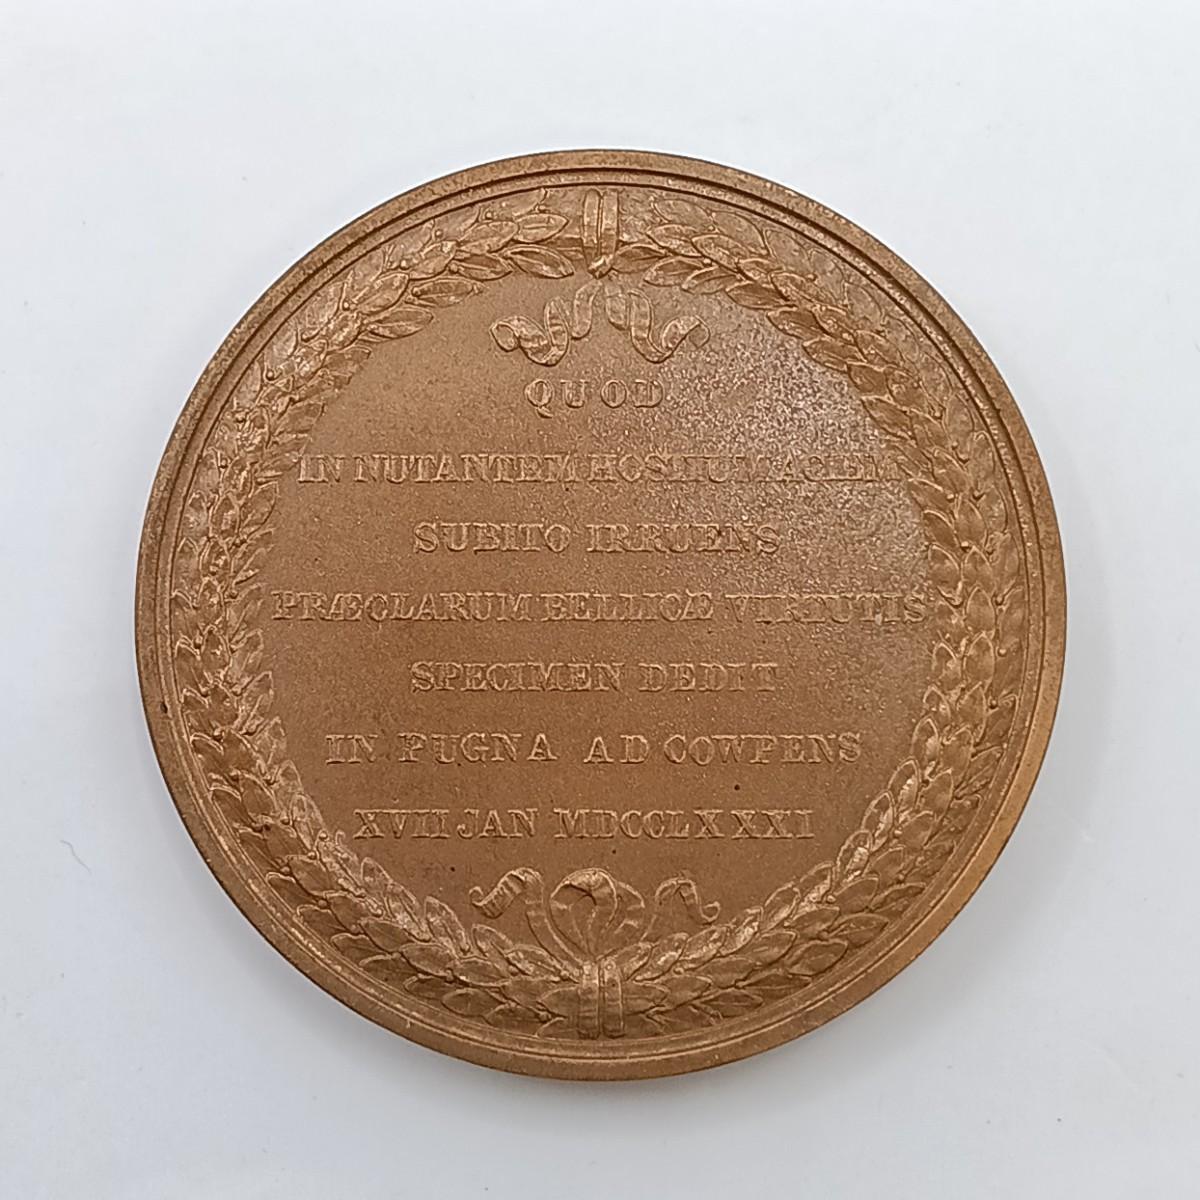 QUOD
IN NUTANTEM HOSTIUM ACIEM
SUBITO IRRUENS
PRÆCLARUM BELLICÆ VIRTUTIS
SPECIMEN DEDIT
IN PUGNA AD COWPENS
XVII JAN MDCCLXXXI